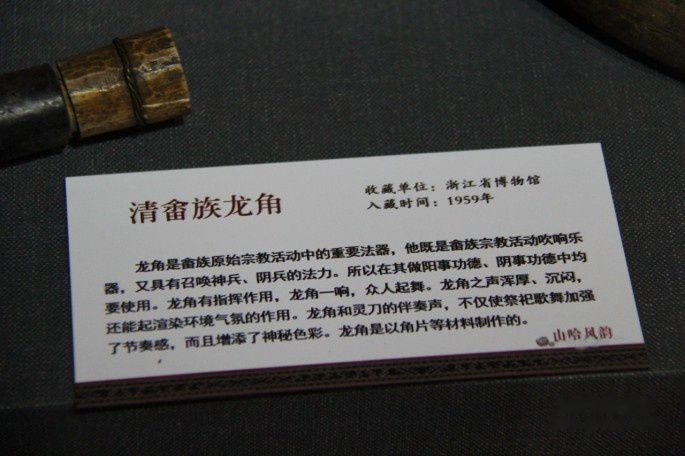 清畲族龙角
收藏单位：浙江省博物馆
入藏时间：1959年
龙角是畲族原始宗教活动中的重要法器，他既是畲族宗教活动吹响乐
器，又具有召唤神兵、阴兵的法力。所以在其做阳事功德、阴事功德中均
要使用。龙角有指挥作用，龙角一响，众人起舞。龙角之声浑厚、沉闷，
还能起渲染环境气氛的作用。龙角和灵刀的伴奏声，不仅使祭祀歌舞加强
了节奏感，而且增添了神秘色彩。龙角是以角片等材料制作的。
山哈风韵